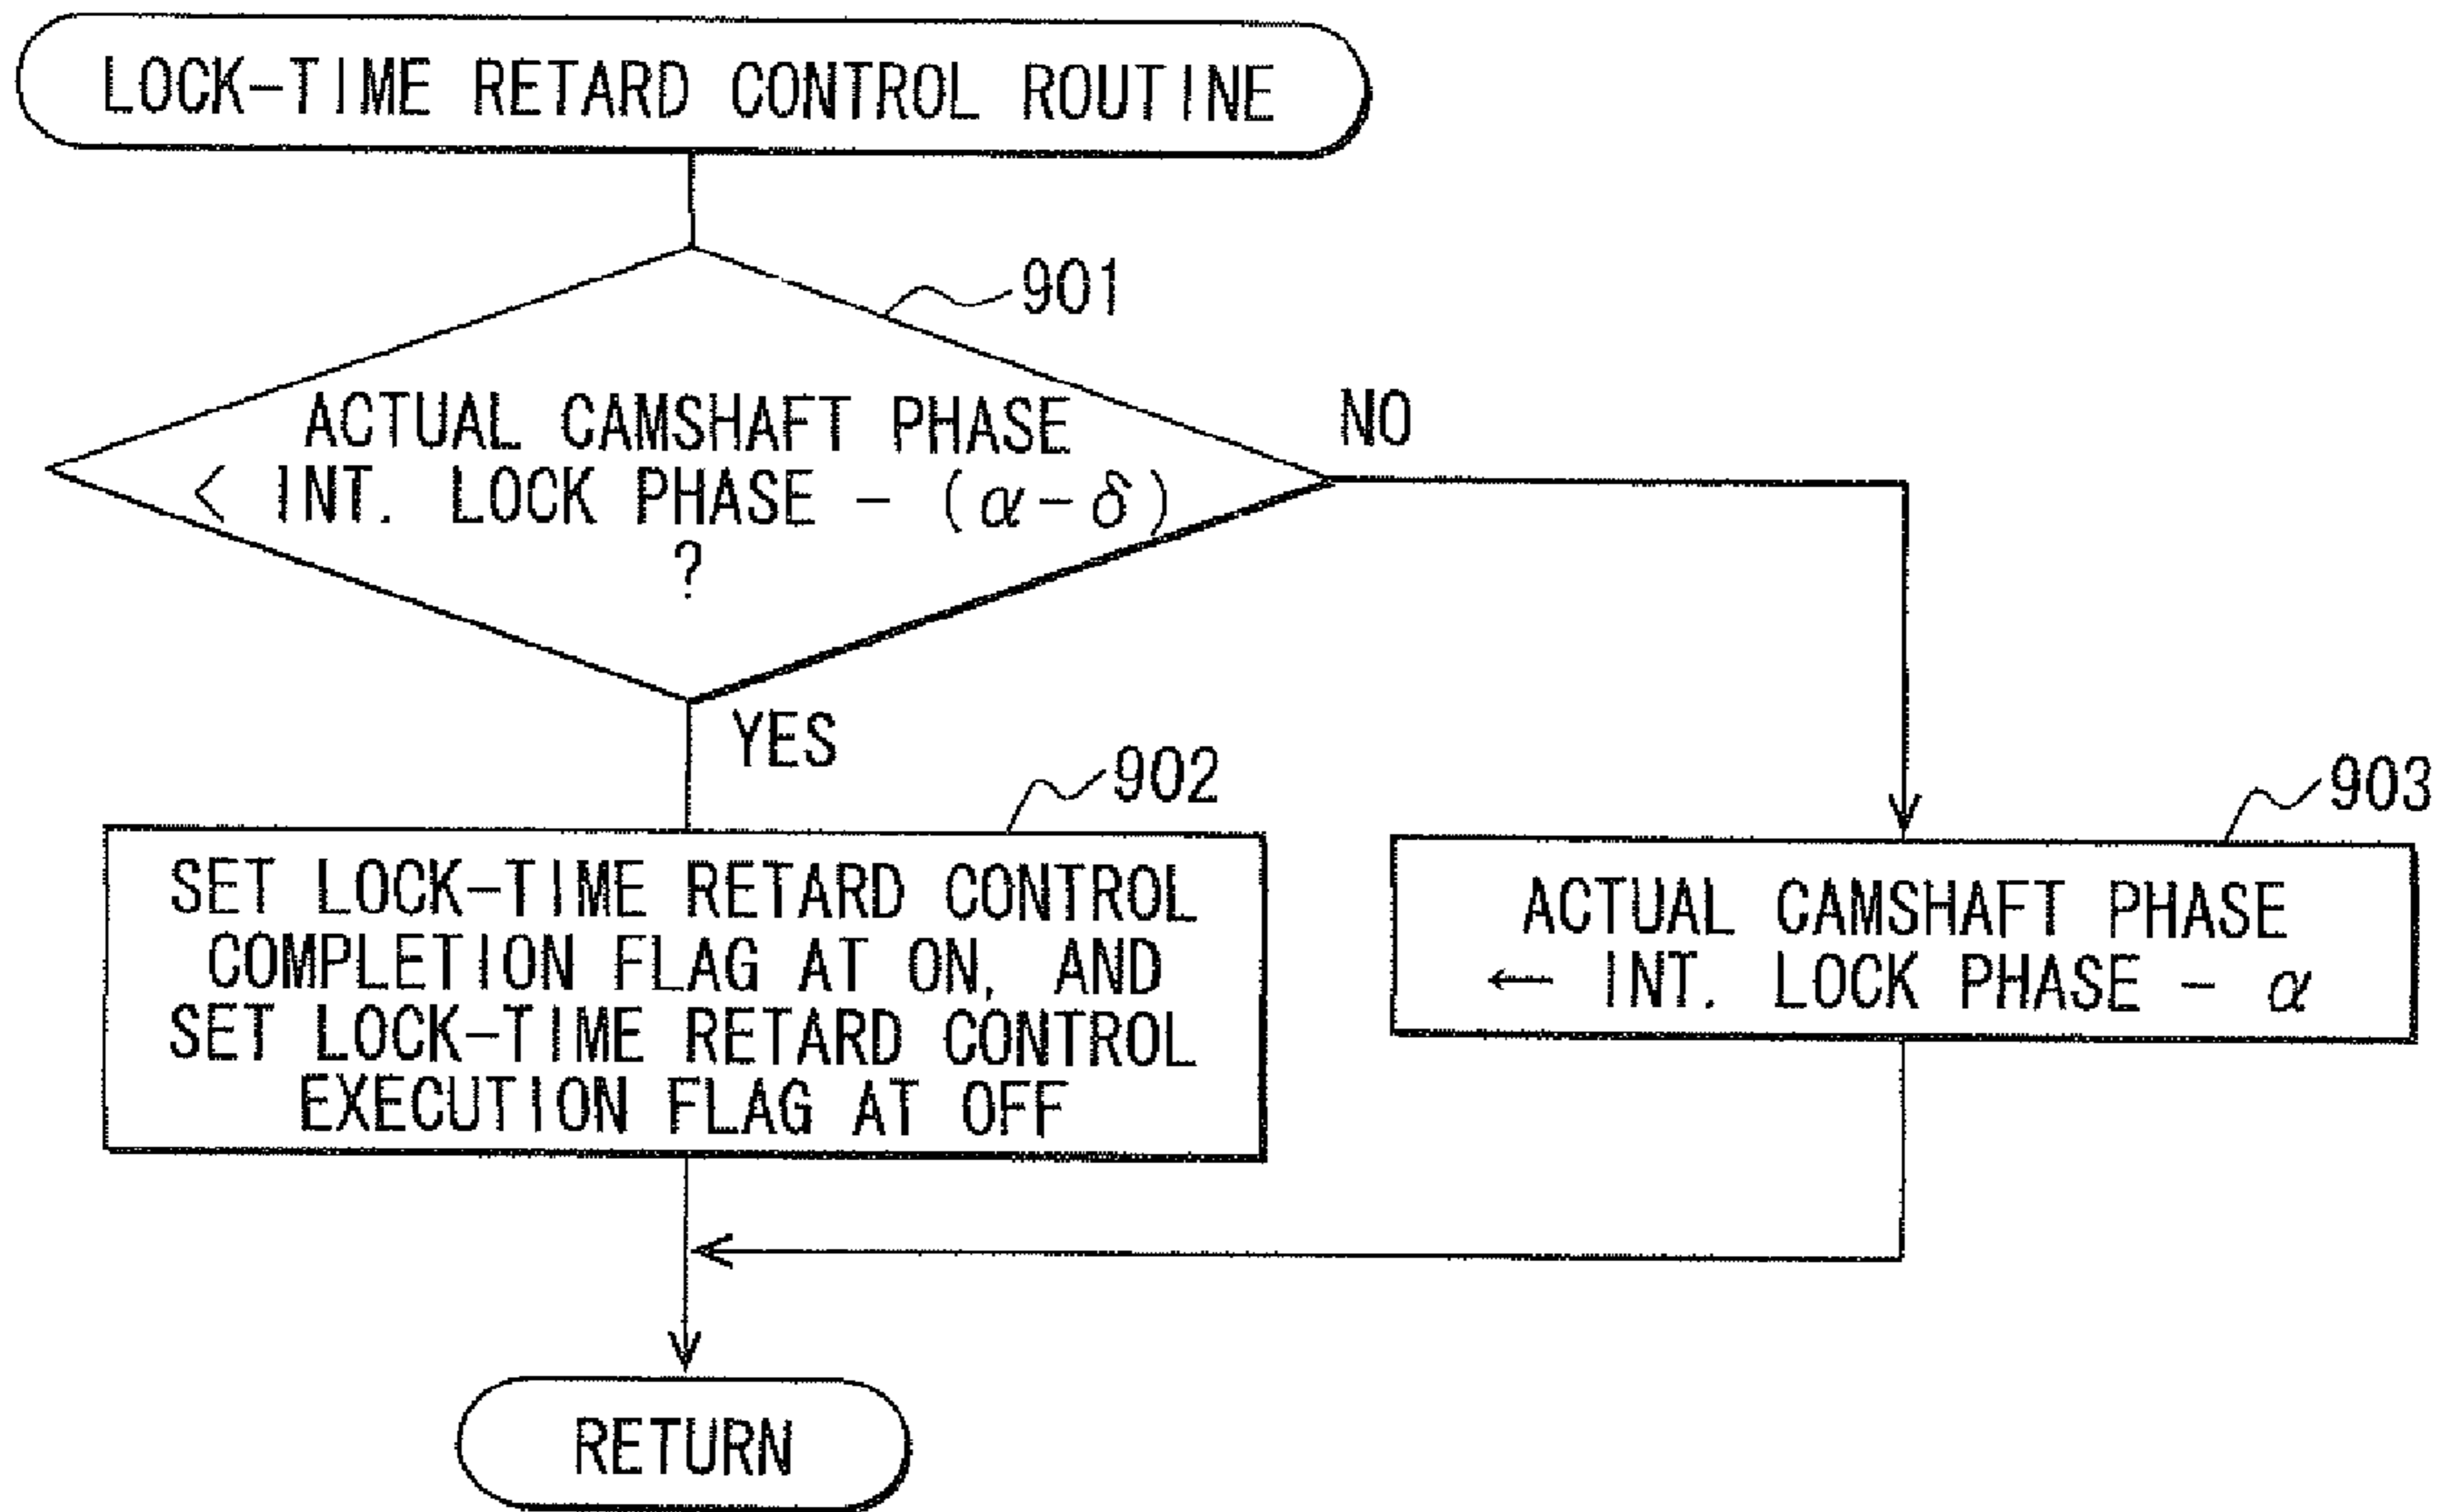 LOCK-TIME RETARD CONTROL ROUTINE
901
ACTUAL CAMSHAFT PHASE
< INT. LOCK PHASE - (α-δ)
?
NO
YES
902
SET LOCK-TIME RETARD CONTROL
COMPLETION FLAG AT ON, AND
SET LOCK-TIME RETARD CONTROL
EXECUTION FLAG AT OFF
903
ACTUAL CAMSHAFT PHASE
← INT. LOCK PHASE - α
RETURN